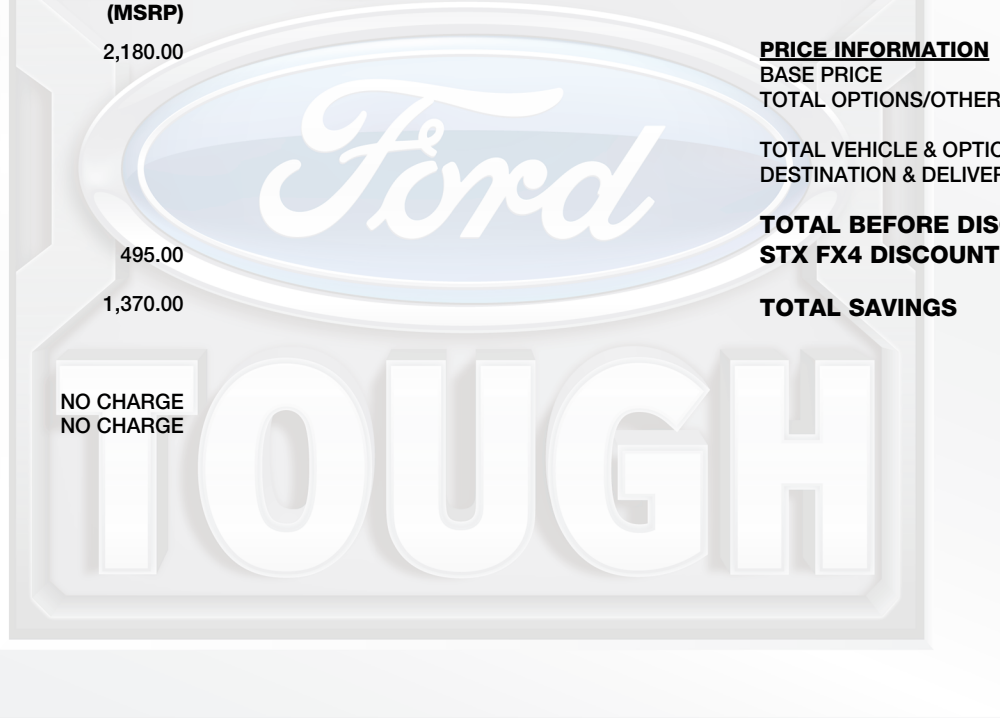 (MSRP)
2,180.00
495.00
1,370.00
NO CHARGE
NO CHARGE
PRICE INFORMATION
BASE PRICE
TOTAL OPTIONS/OTHER
TOTAL VEHICLE & OPTIO
DESTINATION & DELIVER
TOTAL BEFORE DIS
STX FX4 DISCOUNT
TOTAL SAVINGS
Ford
TOUGH